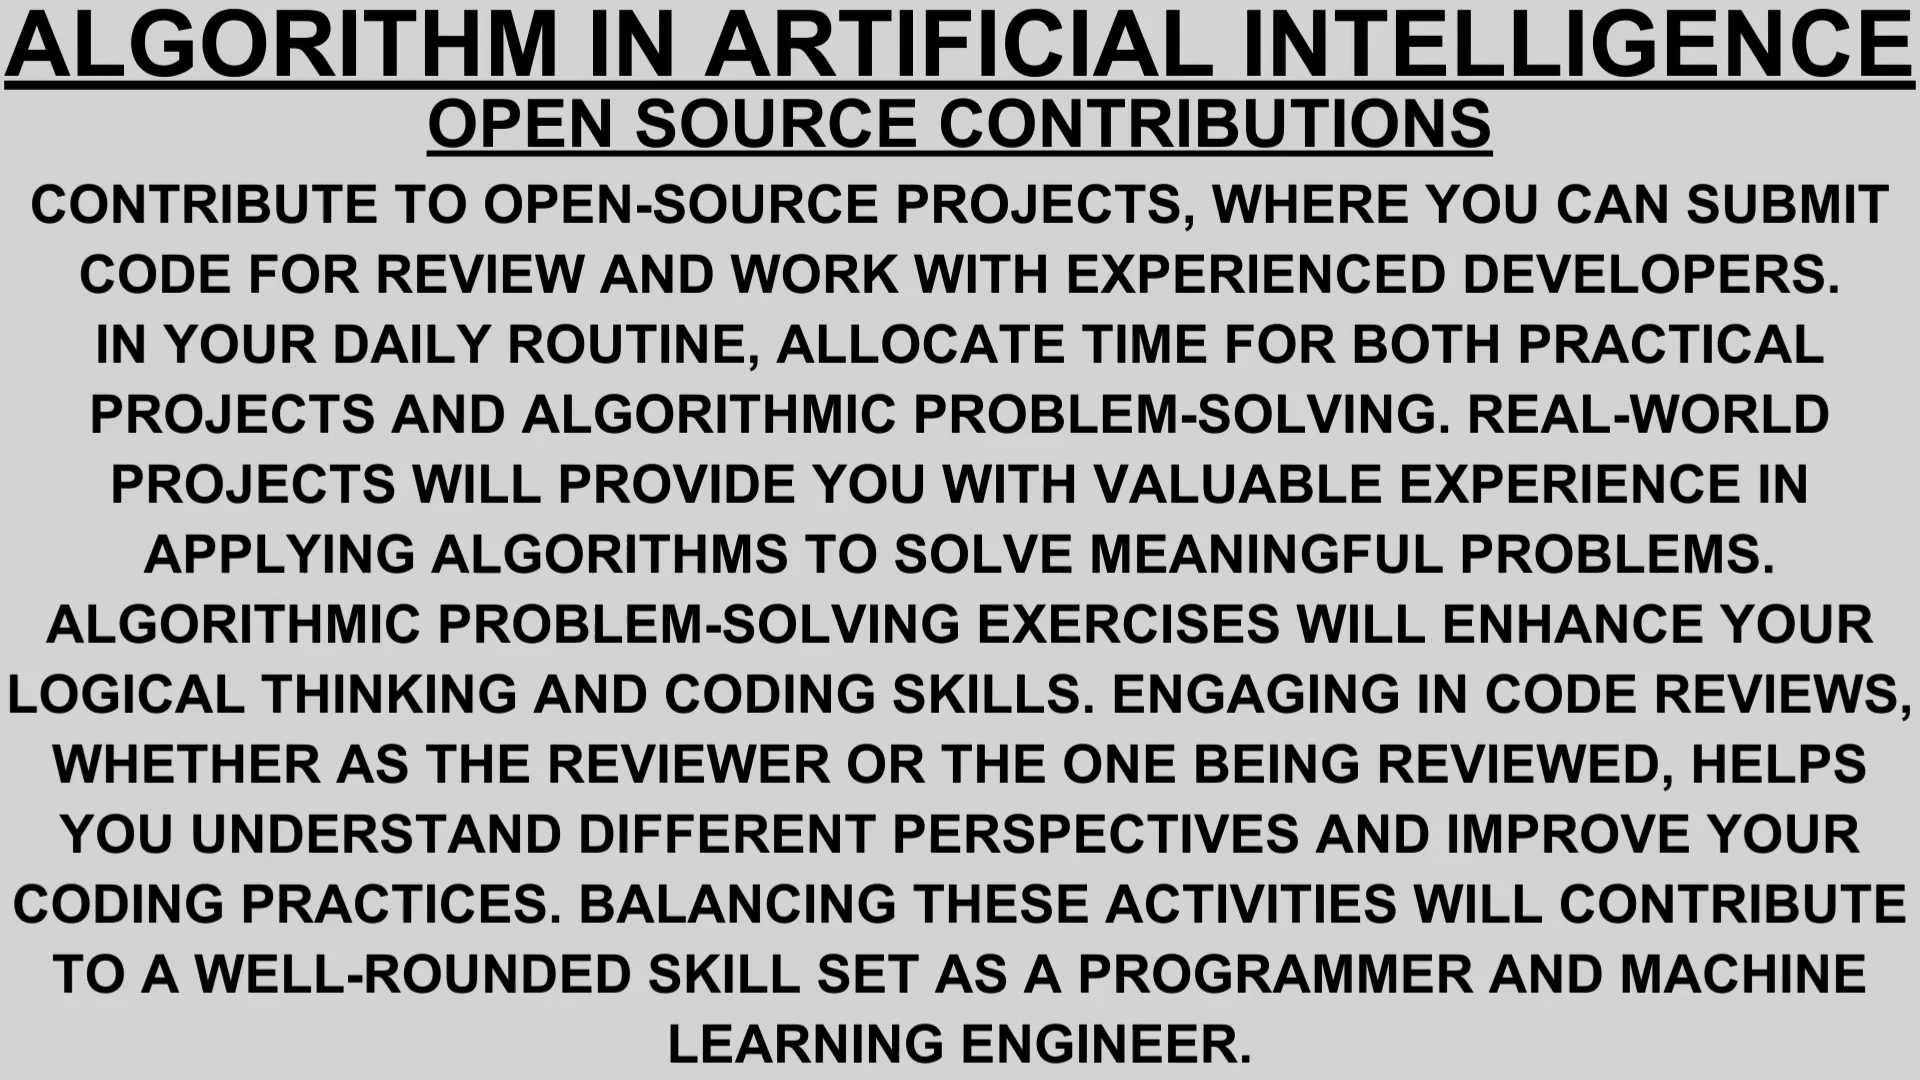 ALGORITHM IN ARTIFICIAL INTELLIGENCE
OPEN SOURCE CONTRIBUTIONS
CONTRIBUTE TO OPEN-SOURCE PROJECTS, WHERE YOU CAN SUBMIT
CODE FOR REVIEW AND WORK WITH EXPERIENCED DEVELOPERS.
IN YOUR DAILY ROUTINE, ALLOCATE TIME FOR BOTH PRACTICAL
PROJECTS AND ALGORITHMIC PROBLEM-SOLVING. REAL-WORLD
PROJECTS WILL PROVIDE YOU WITH VALUABLE EXPERIENCE IN
APPLYING ALGORITHMS TO SOLVE MEANINGFUL PROBLEMS.
ALGORITHMIC PROBLEM-SOLVING EXERCISES WILL ENHANCE YOUR
LOGICAL THINKING AND CODING SKILLS. ENGAGING IN CODE REVIEWS,
WHETHER AS THE REVIEWER OR THE ONE BEING REVIEWED, HELPS
YOU UNDERSTAND DIFFERENT PERSPECTIVES AND IMPROVE YOUR
CODING PRACTICES. BALANCING THESE ACTIVITIES WILL CONTRIBUTE
TO A WELL-ROUNDED SKILL SET AS A PROGRAMMER AND MACHINE
LEARNING ENGINEER.